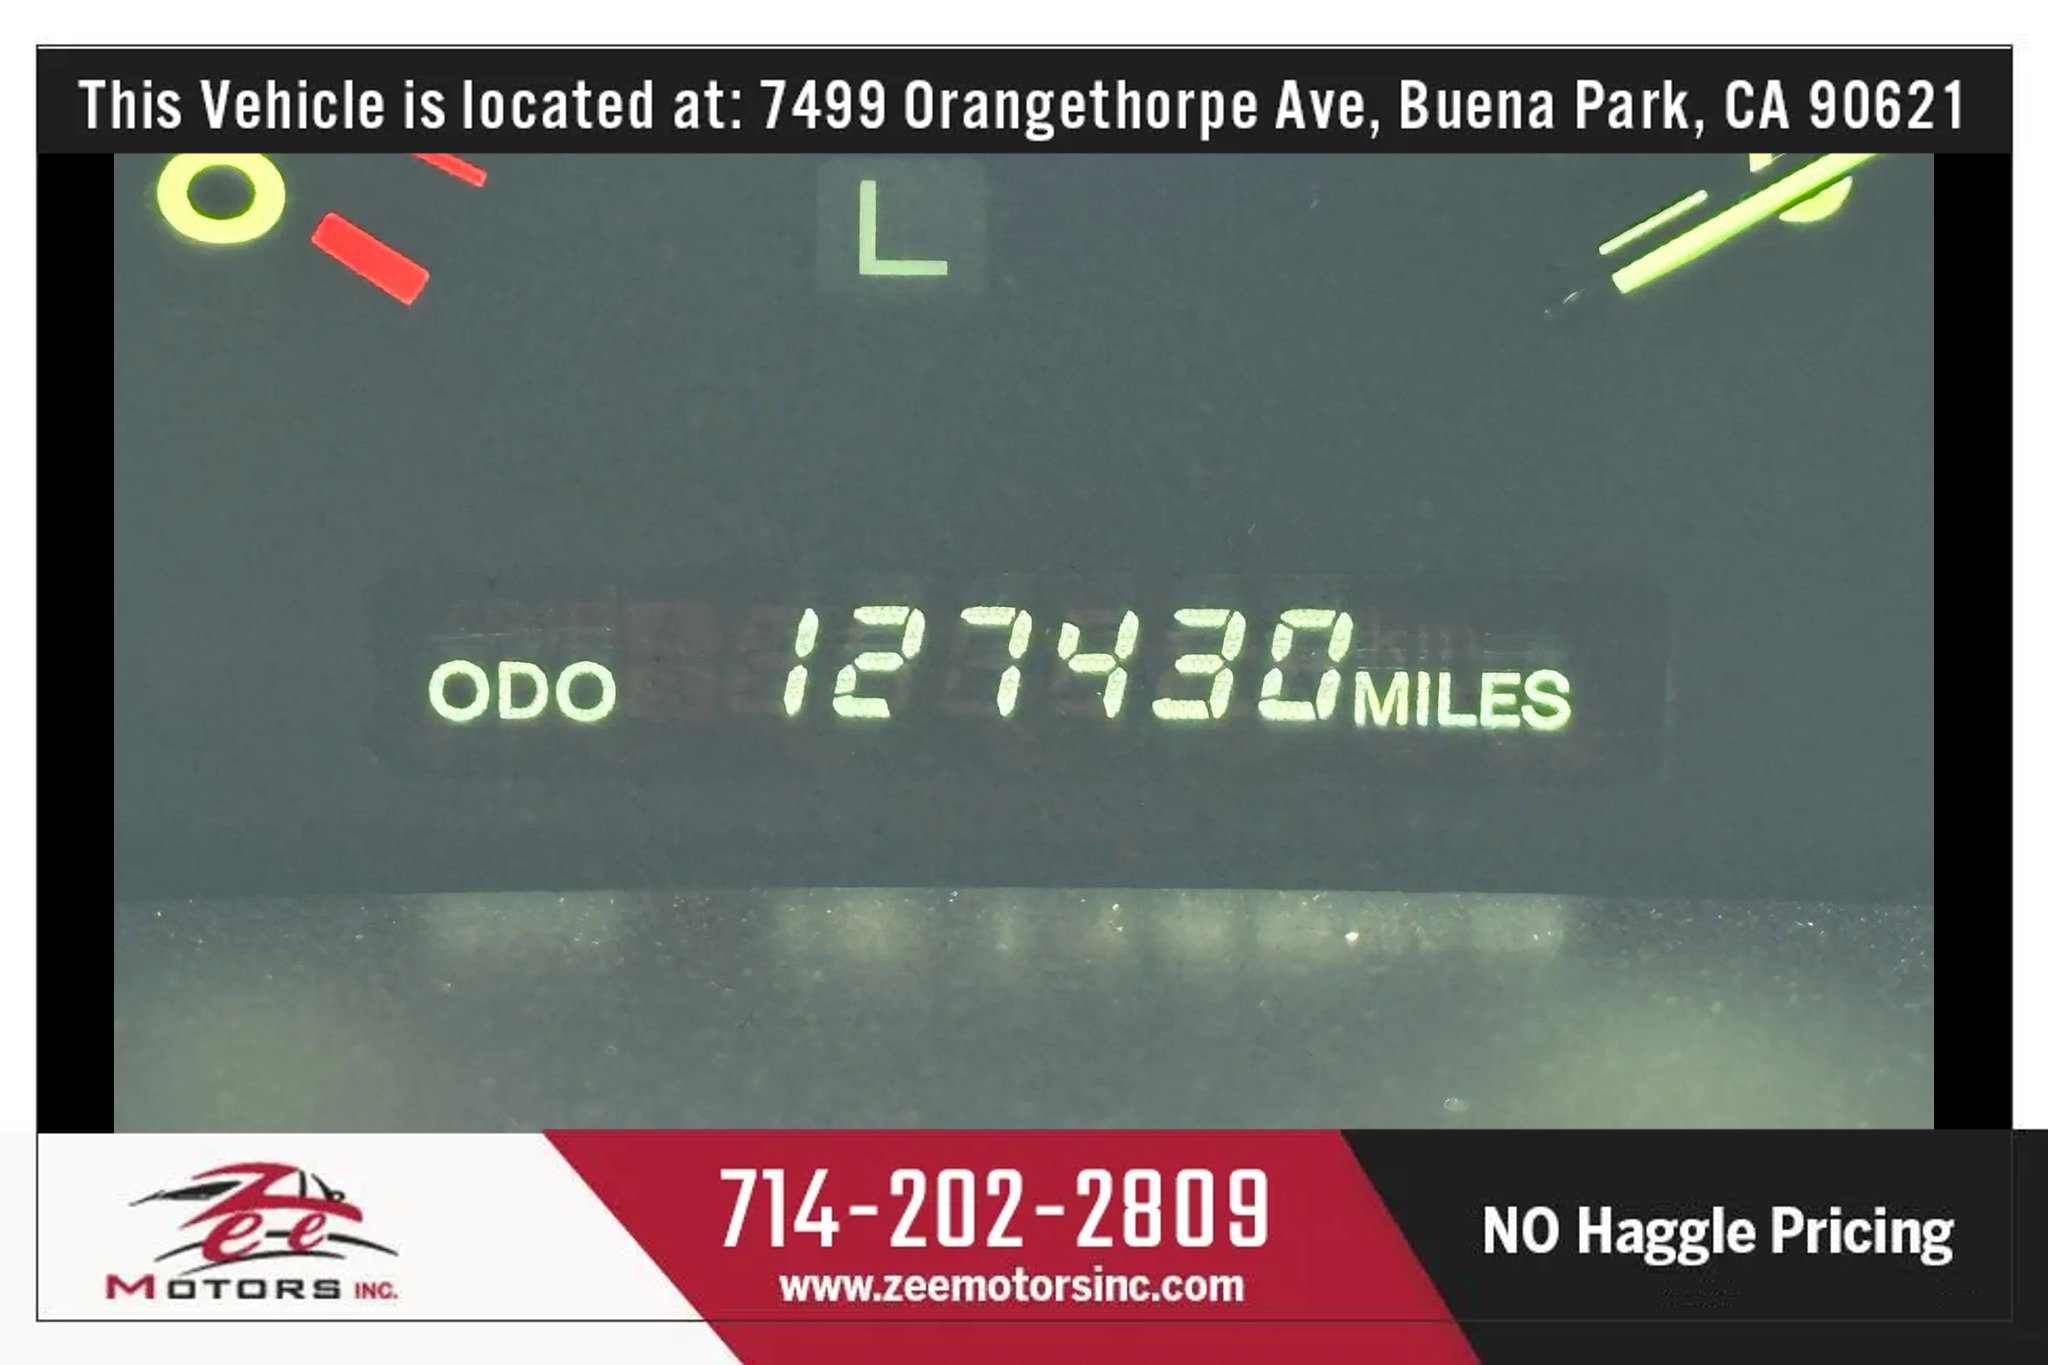 This Vehicle is located at: 7499 Orangethorpe Ave, Buena Park, CA 90621
O
L
ODO 127430 MILES
Zee
MOTORS INC.
714-202-2809
www.zeemotorsinc.com
NO Haggle Pricing